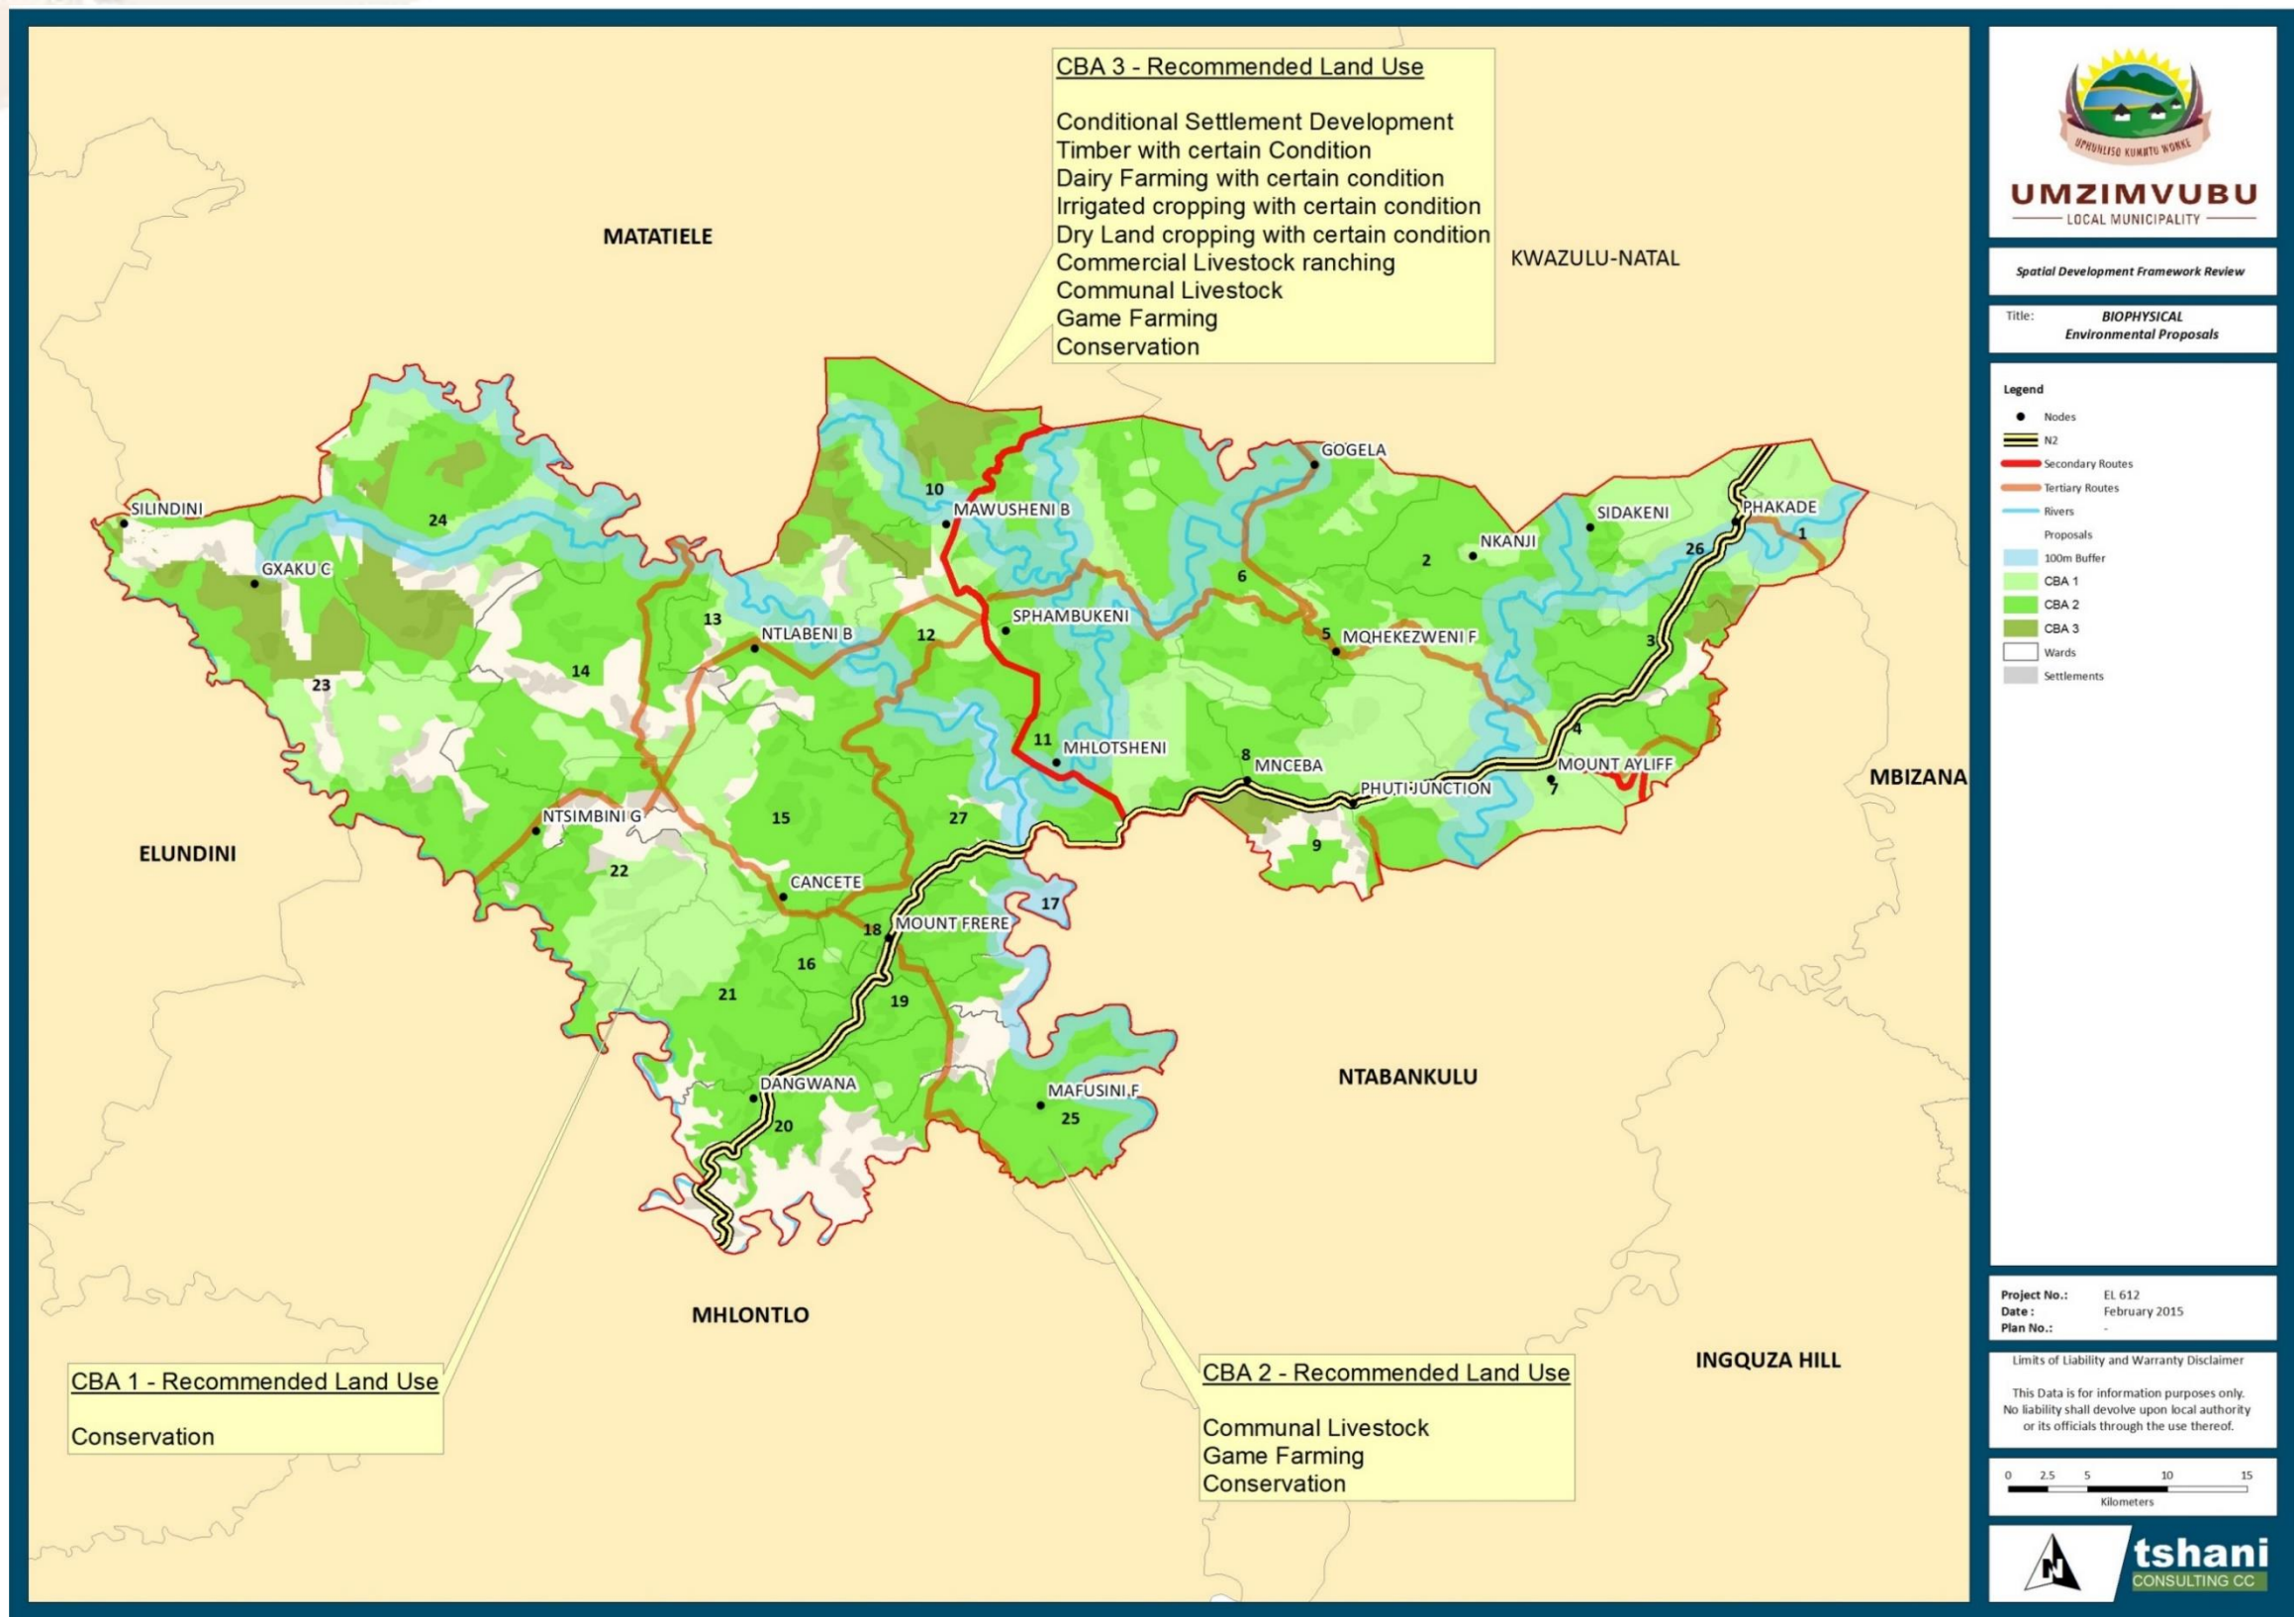 CBA 3 - Recommended Land Use
Conditional Settlement Development
Timber with certain Condition
Dairy Farming with certain condition
Irrigated cropping with certain condition
Dry Land cropping with certain condition
Commercial Livestock ranching
Communal Livestock
Game Farming
Conservation
MATATIELE
KWAZULU-NATAL
GOGELA
10
MAWUSHENI B
SILINDINI
24
SIDAKENI
PHAKADE
1
26
NKANJI
2
GXAKU C
6
13
NTLABENI B
12
SPHAMBUKENI
5
MQHEKEZWENI F
3
14
23
4
11
MHLOTSHENI
8
MNCEBA
MOUNT AYLIFF
7
PHUTI JUNCTION
MBIZANA
NTSIMBINI G
15
27
9
ELUNDINI
22
CANCETE
17
18
MOUNT FRERE
16
21
19
DANGWANA
20
MAFUSINI F
25
NTABANKULU
MHLONTLO
INGQUZA HILL
CBA 1 - Recommended Land Use
Conservation
CBA 2 - Recommended Land Use
Communal Livestock
Game Farming
Conservation
UPHUHLISO KUMNTU WONKE
UMZIMVUBU
LOCAL MUNICIPALITY
Spatial Development Framework Review
Title: BIOPHYSICAL
Environmental Proposals
Legend
Nodes
N2
Secondary Routes
Tertiary Routes
Rivers
Proposals
100m Buffer
CBA 1
CBA 2
CBA 3
Wards
Settlements
Project No.: EL 612
Date : February 2015
Plan No.: -
Limits of Liability and Warranty Disclaimer
This Data is for information purposes only.
No liability shall devolve upon local authority
or its officials through the use thereof.
0 2.5 5 10 15
Kilometers
N
tshani
CONSULTING CC